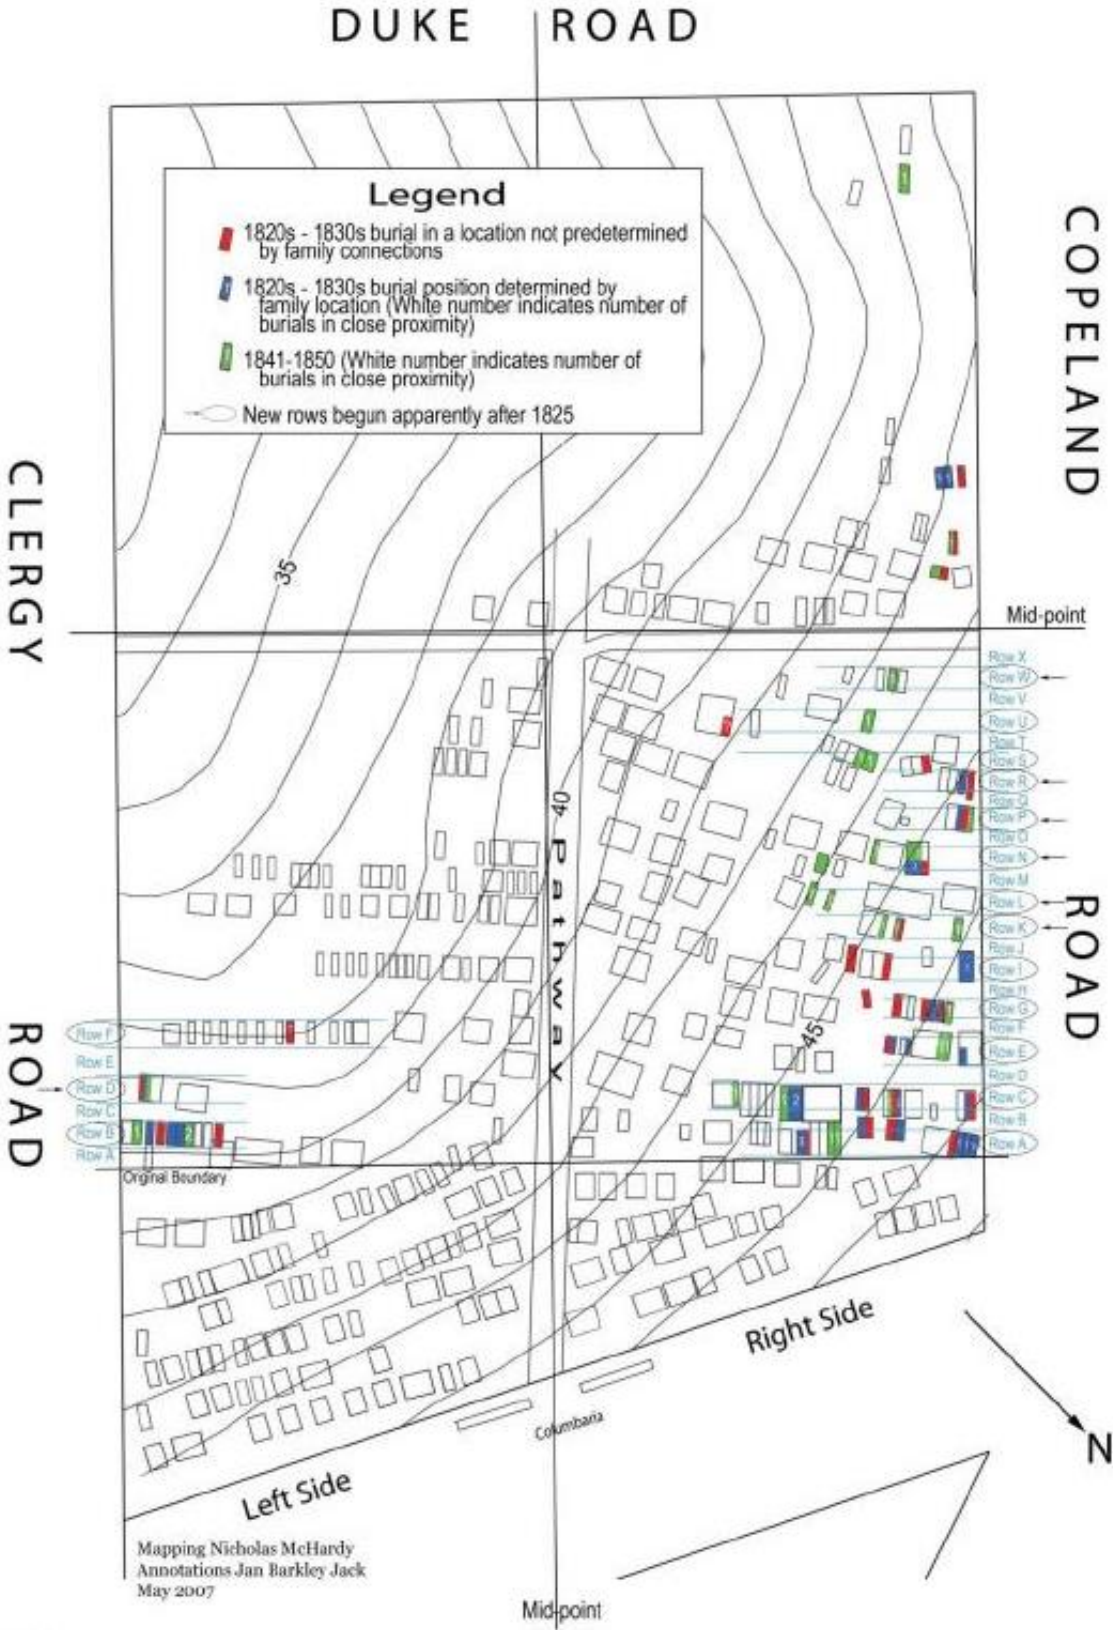 DUKE ROAD
Legend
1820s - 1830s burial in a location not predetermined
by family connections
1820s - 1830s burial position determined by
family location (White number indicates number of
burials in close proximity)
1841-1850 (White number indicates number of
burials in close proximity)
New rows begun apparently after 1825
COPELAND
ROAD
CLERGY
ROAD
35
40
45
Pathway
Mid-point
Row X
Row W
Row V
Row U
Row T
Row S
Row R
Row Q
Row P
Row O
Row N
Row M
Row L
Row K
Row J
Row I
Row H
Row G
Row F
Row E
Row D
Row C
Row B
Row A
Row F
Row E
Row D
Row C
Row B
Row A
Original Boundary
Right Side
Left Side
Columbaria
N
Mapping Nicholas McHardy
Annotations Jan Barkley Jack
May 2007
Mid-point